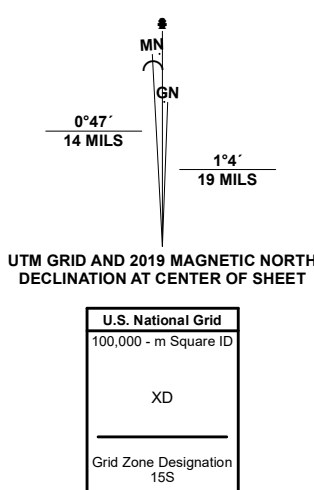 MN
GN
0°47´
14 MILS
1°4´
19 MILS
UTM GRID AND 2019 MAGNETIC NORTH
DECLINATION AT CENTER OF SHEET
U.S. National Grid
100,000 - m Square ID
XD
Grid Zone Designation
15S